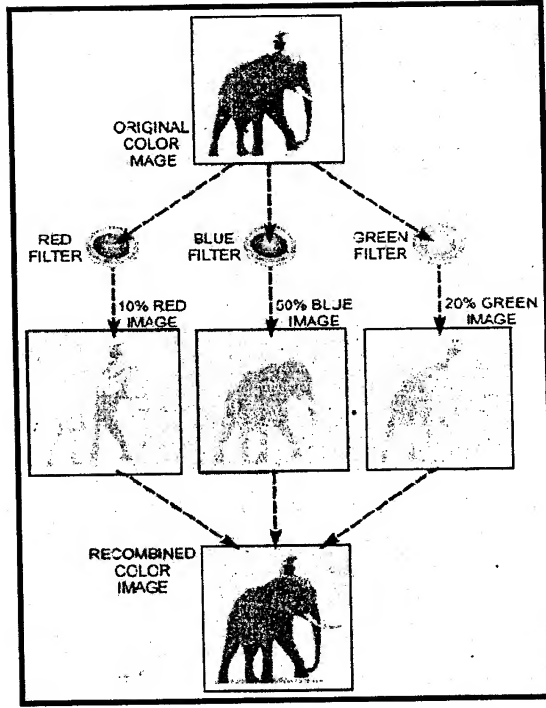 ORIGINAL
COLOR
MAGE
RED
FILTER
BLUE
FILTER
GREEN
FILTER
10% RED
IMAGE
50% BLUE
IMAGE
20% GREEN
IMAGE
RECOMBINED
COLOR
IMAGE